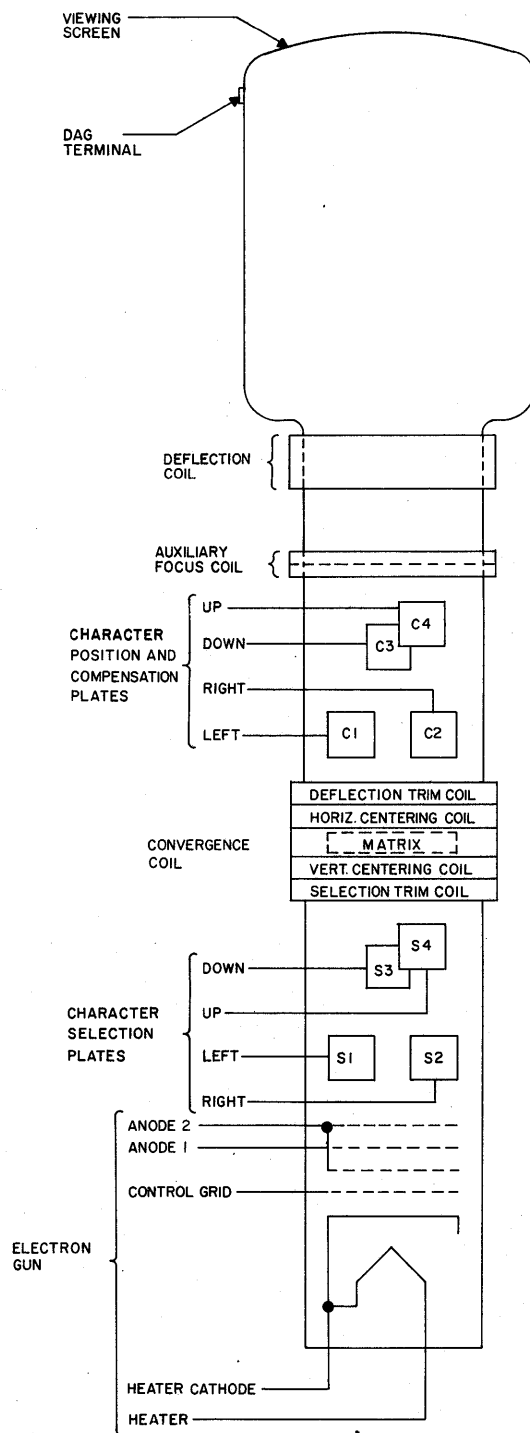 VIEWING
SCREEN
DAG
TERMINAL
DEFLECTION
COIL
AUXILIARY
FOCUS COIL
CHARACTER
POSITION AND
COMPENSATION
PLATES
UP
DOWN
RIGHT
LEFT
C4
C3
C1
C2
CONVERGENCE
COIL
DEFLECTION TRIM COIL
HORIZ. CENTERING COIL
MATRIX
VERT. CENTERING COIL
SELECTION TRIM COIL
CHARACTER
SELECTION
PLATES
DOWN
UP
LEFT
RIGHT
S4
S3
S1
S2
ELECTRON
GUN
ANODE 2
ANODE 1
CONTROL GRID
HEATER CATHODE
HEATER